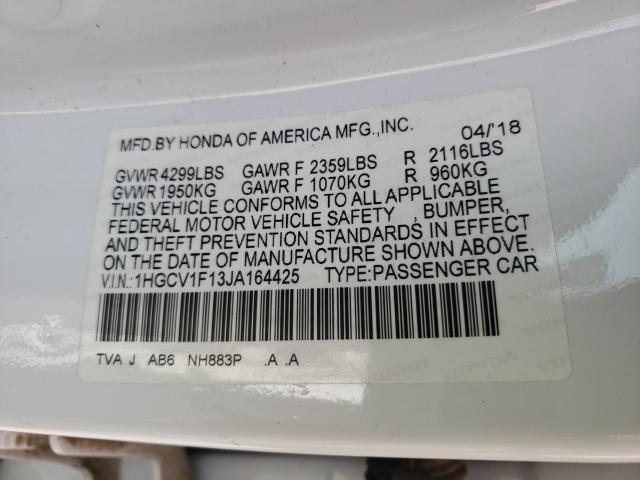 MFD.BY HONDA OF AMERICA MFG.,INC. 04/'18
GVWR 4299LBS GAWR F 2359LBS R 2116LBS
GVWR 1950KG GAWR F 1070KG R 960KG
THIS VEHICLE CONFORMS TO ALL APPLICABLE
FEDERAL MOTOR VEHICLE SAFETY , BUMPER,
AND THEFT PREVENTION STANDARDS IN EFFECT
ON THE DATE OF MANUFACTURE SHOWN ABOVE.
V.I.N.:1HGCV1F13JA164425 TYPE:PASSENGER CAR
TVA J AB6 NH883P .A .A
HONDA